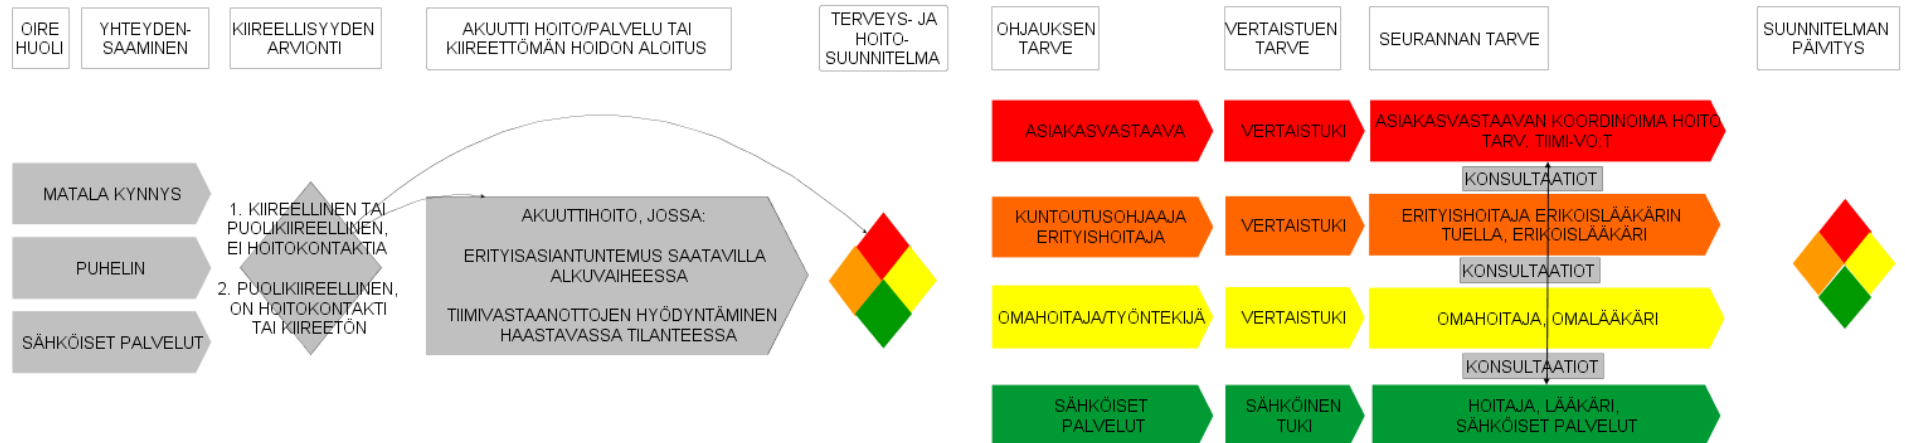 OIRE
HUOLI
YHTEYDEN-
SAAMINEN
KIIREELLISYYDEN
ARVIONTI
AKUUTTI HOITO/PALVELU TAI
KIIREETTÖMÄN HOIDON ALOITUS
TERVEYS- JA
HOITO-
SUUNNITELMA
OHJAUKSEN
TARVE
VERTAISTUEN
TARVE
SEURANNAN TARVE
SUUNNITELMAN
PÄIVITYS
MATALA KYNNYS
PUHELIN
SÄHKÖISET PALVELUT
1. KIIREELLINEN TAI
PUOLIKIIREELLINEN,
EI HOITOKONTAKTIA
2. PUOLIKIIREELLINEN,
ON HOITOKONTAKTI
TAI KIIREETÖN
AKUUTTIHOITO, JOSSA:
ERITYISASIANTUNTEMUS SAATAVILLA
ALKUVAIHEESSA
TIIMIVASTAANOTTOJEN HYÖDYNTÄMINEN
HAASTAVASSA TILANTEESSA
ASIAKASVASTAAVA
VERTAISTUKI
ASIAKASVASTAAVAN KOORDINOIMA HOITO
TARV. TIIMI-VO:T
KONSULTAATIOT
KUNTOUTUSOHJAAJA
ERITYISHOITAJA
VERTAISTUKI
ERITYISHOITAJA ERIKOISLÄÄKÄRIN
TUELLA, ERIKOISLÄÄKÄRI
KONSULTAATIOT
OMAHOITAJA/TYÖNTEKIJÄ
VERTAISTUKI
OMAHOITAJA, OMALÄÄKÄRI
KONSULTAATIOT
SÄHKÖISET
PALVELUT
SÄHKÖINEN
TUKI
HOITAJA, LÄÄKÄRI,
SÄHKÖISET PALVELUT